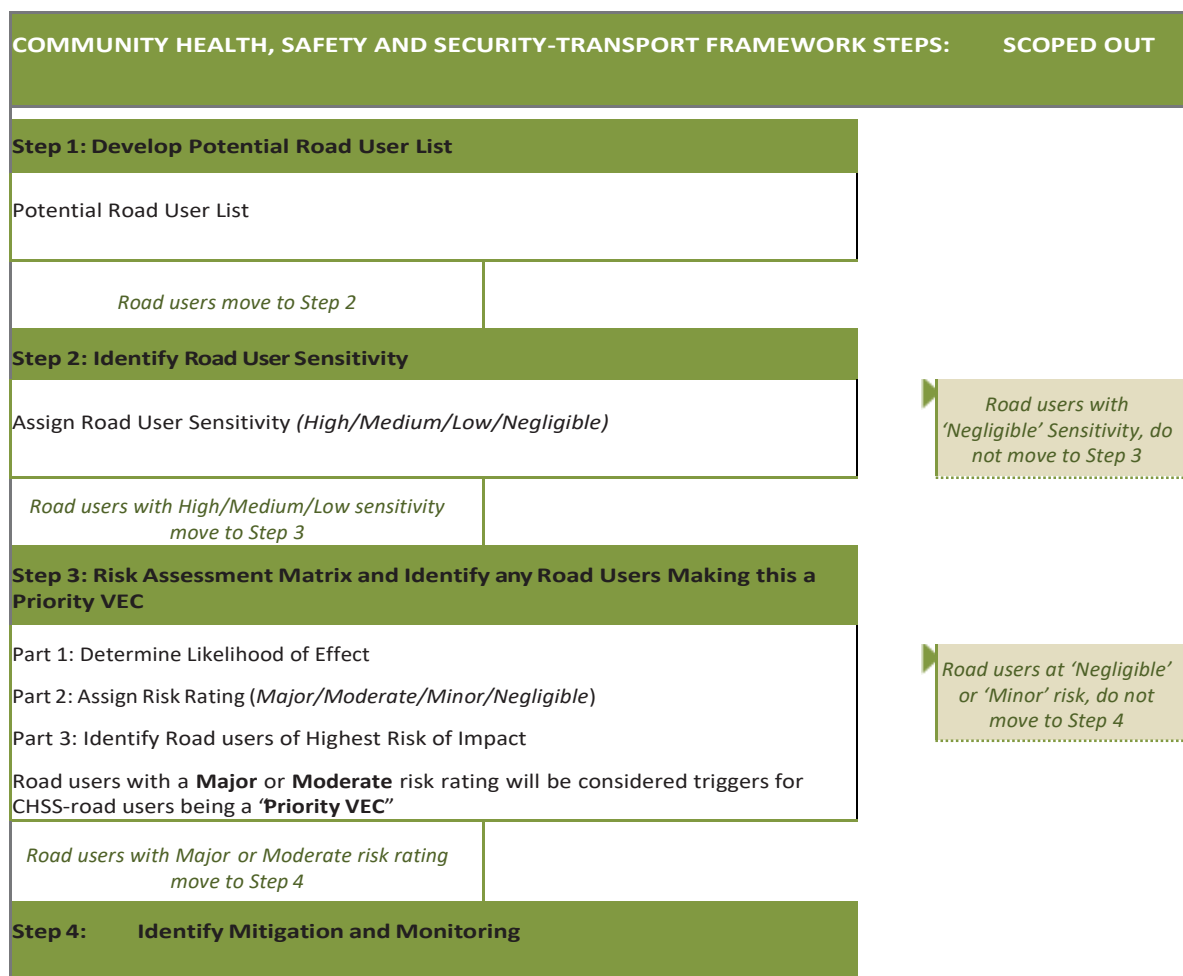 COMMUNITY HEALTH, SAFETY AND SECURITY-TRANSPORT FRAMEWORK STEPS: SCOPED OUT
Step 1: Develop Potential Road User List
Potential Road User List
Road users move to Step 2
Step 2: Identify Road User Sensitivity
Assign Road User Sensitivity (High/Medium/Low/Negligible)
Road users with
‘Negligible’ Sensitivity, do
not move to Step 3
Road users with High/Medium/Low sensitivity
move to Step 3
Step 3: Risk Assessment Matrix and Identify any Road Users Making this a
Priority VEC
Part 1: Determine Likelihood of Effect
Part 2: Assign Risk Rating (Major/Moderate/Minor/Negligible)
Part 3: Identify Road users of Highest Risk of Impact
Road users with a Major or Moderate risk rating will be considered triggers for
CHSS-road users being a “Priority VEC”
Road users at ‘Negligible’
or ‘Minor’ risk, do not
move to Step 4
Road users with Major or Moderate risk rating
move to Step 4
Step 4: Identify Mitigation and Monitoring